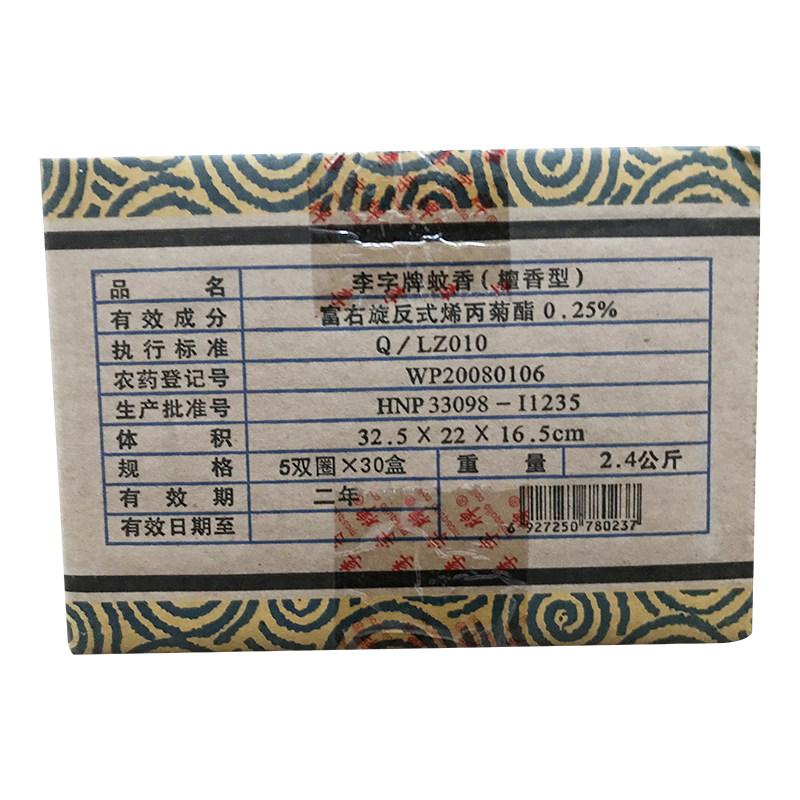 品名 李字牌蚊香(檀香型)
有效成分 富右旋反式烯丙菊酯 0.25%
执行标准 Q/LZ010
农药登记号 WP20080106
生产批准号 HNP 33098-I1235
体积 32.5×22×16.5cm
规格 5双圈×30盒 重量 2.4公斤
有效期 二年
有效日期至
6 927250 780237